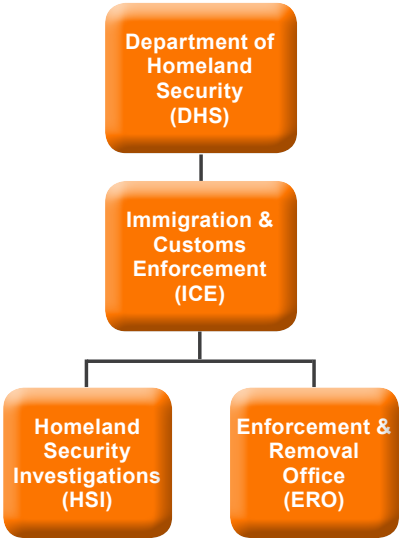 Department of
Homeland
Security
(DHS)
Immigration &
Customs
Enforcement
(ICE)
Homeland
Security
Investigations
(HSI)
Enforcement &
Removal
Office
(ERO)